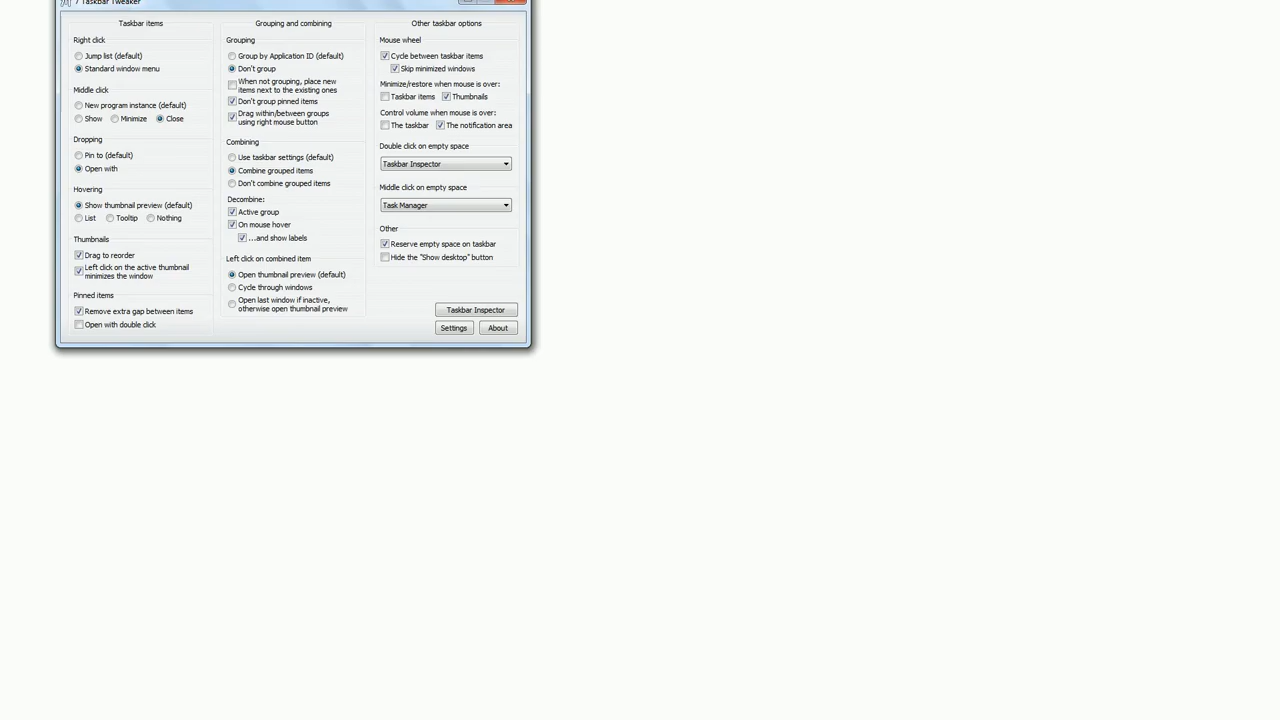 7 Taskbar Tweaker
Taskbar items
Right click
Jump list (default)
Standard window menu
Middle click
New program instance (default)
Show Minimize Close
Dropping
Pin to (default)
Open with
Hovering
Show thumbnail preview (default)
List Tooltip Nothing
Thumbnails
Drag to reorder
Left click on the active thumbnail
minimizes the window
Pinned items
Remove extra gap between items
Open with double click
Grouping and combining
Grouping
Group by Application ID (default)
Don't group
When not grouping, place new
items next to the existing ones
Don't group pinned items
Drag within/between groups
using right mouse button
Combining
Use taskbar settings (default)
Combine grouped items
Don't combine grouped items
Decombine:
Active group
On mouse hover
...and show labels
Left click on combined item
Open thumbnail preview (default)
Cycle through windows
Open last window if inactive,
otherwise open thumbnail preview
Other taskbar options
Mouse wheel
Cycle between taskbar items
Skip minimized windows
Minimize/restore when mouse is over:
Taskbar items Thumbnails
Control volume when mouse is over:
The taskbar The notification area
Double click on empty space
Taskbar Inspector
Middle click on empty space
Task Manager
Other
Reserve empty space on taskbar
Hide the "Show desktop" button
Taskbar Inspector
Settings About